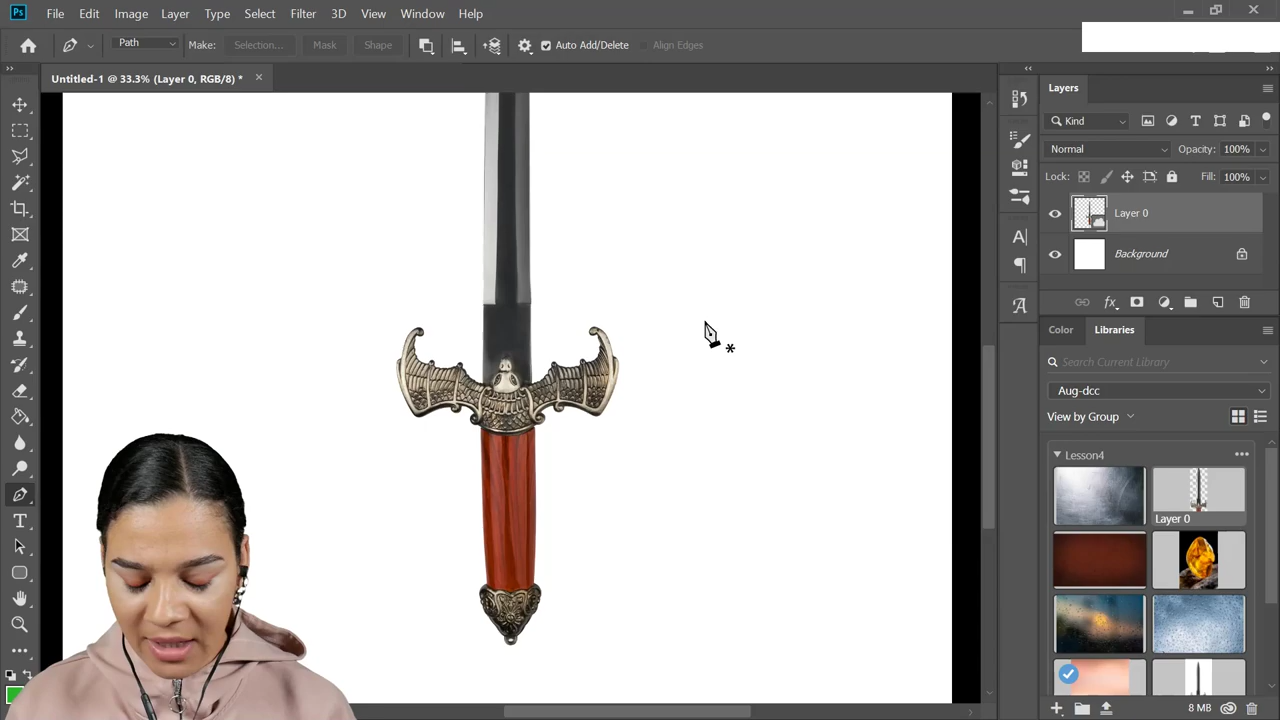 Ps File Edit Image Layer Type Select Filter 3D View Window Help
Path Make: Selection... Mask Shape Auto Add/Delete Align Edges
Untitled-1 @ 33.3% (Layer 0, RGB/8) *
Layers
Kind
Normal Opacity: 100%
Lock: Fill: 100%
Layer 0
Background
fx
Color Libraries
Search Current Library
Aug-dcc
View by Group
Lesson4
Layer 0
8 MB